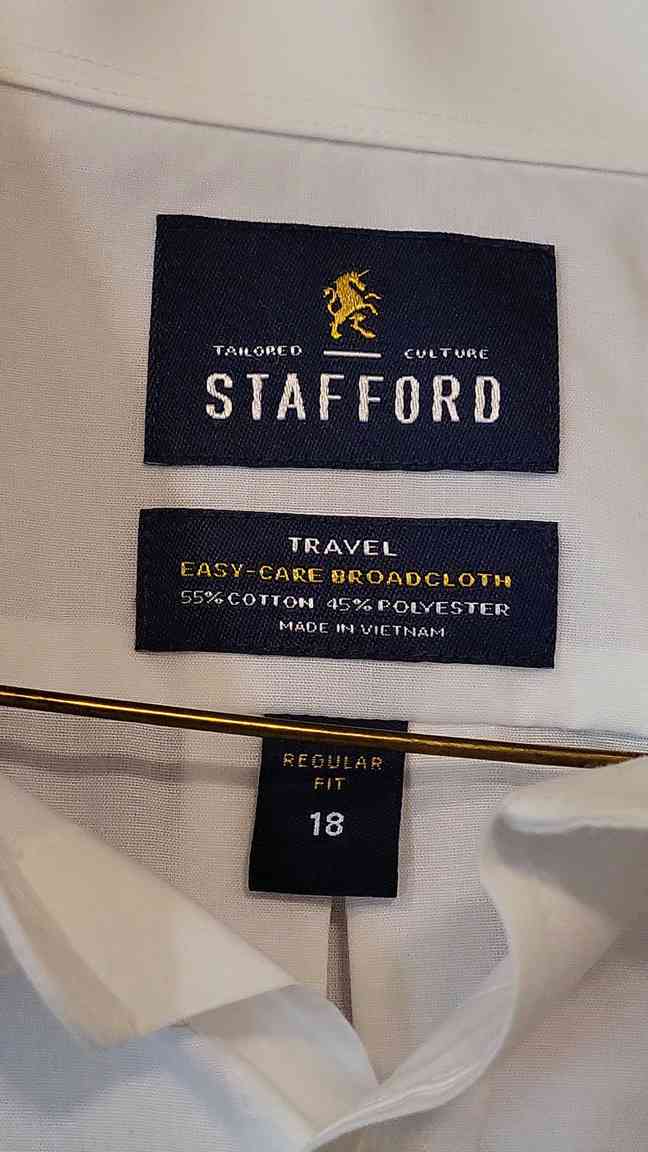 TAILORED CULTURE
STAFFORD
TRAVEL
EASY-CARE BROADCLOTH
55% COTTON 45% POLYESTER
MADE IN VIETNAM
REGULAR
FIT
18